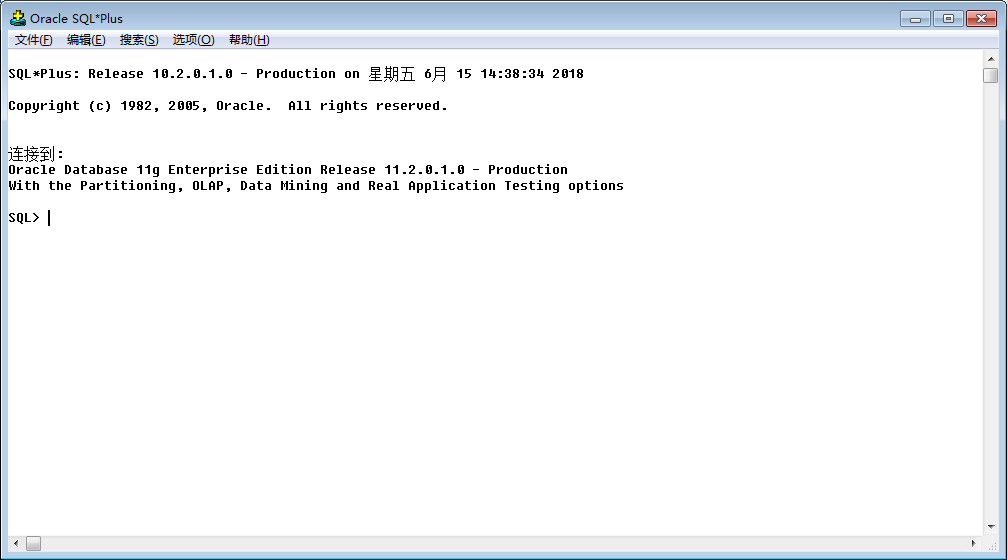 Oracle SQL*Plus
文件(F) 编辑(E) 搜索(S) 选项(O) 帮助(H)
SQL*Plus: Release 10.2.0.1.0 - Production on 星期五 6月 15 14:38:34 2018
Copyright (c) 1982, 2005, Oracle.  All rights reserved.
连接到:
Oracle Database 11g Enterprise Edition Release 11.2.0.1.0 - Production
With the Partitioning, OLAP, Data Mining and Real Application Testing options
SQL>